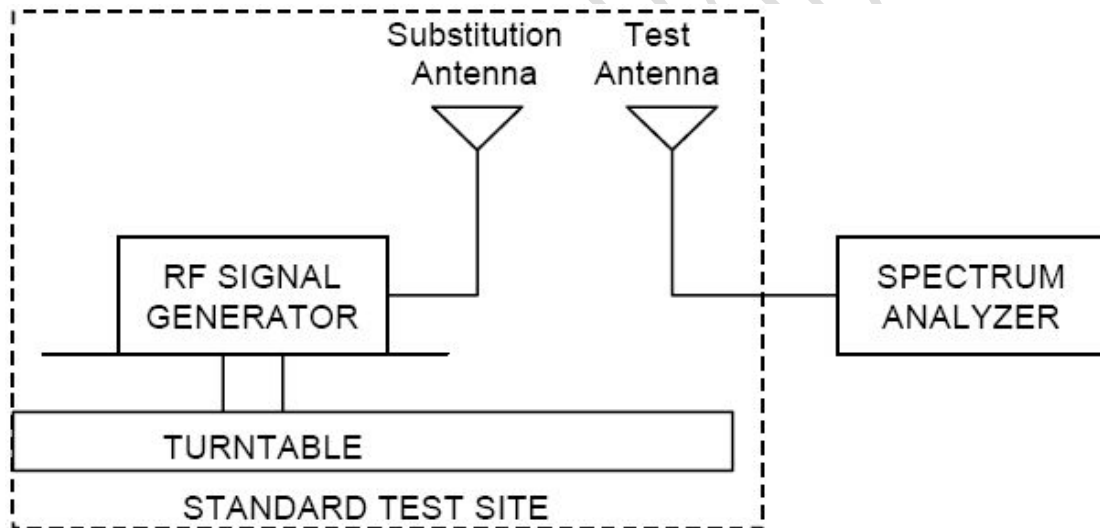 Substitution
Antenna
Test
Antenna
RF SIGNAL
GENERATOR
SPECTRUM
ANALYZER
TURNTABLE
STANDARD TEST SITE